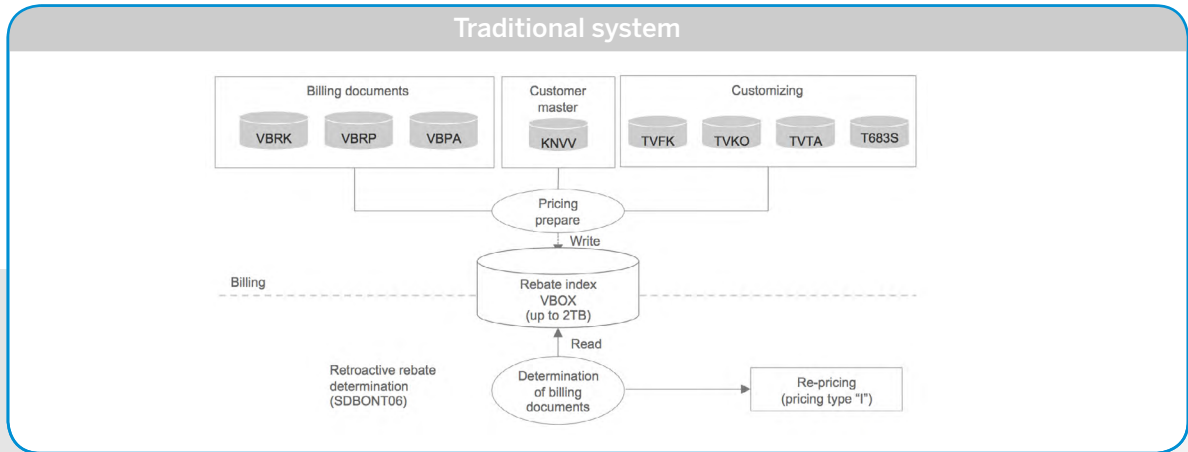 Traditional system
Billing documents
VBRK
VBRP
VBPA
Customer
master
KNVV
Customizing
TVFK
TVKO
TVTA
T683S
Pricing
prepare
Write
Billing
Rebate index
VBOX
(up to 2TB)
Read
Retroactive rebate
determination
(SDBONT06)
Determination
of billing
documents
Re-pricing
(pricing type "I")